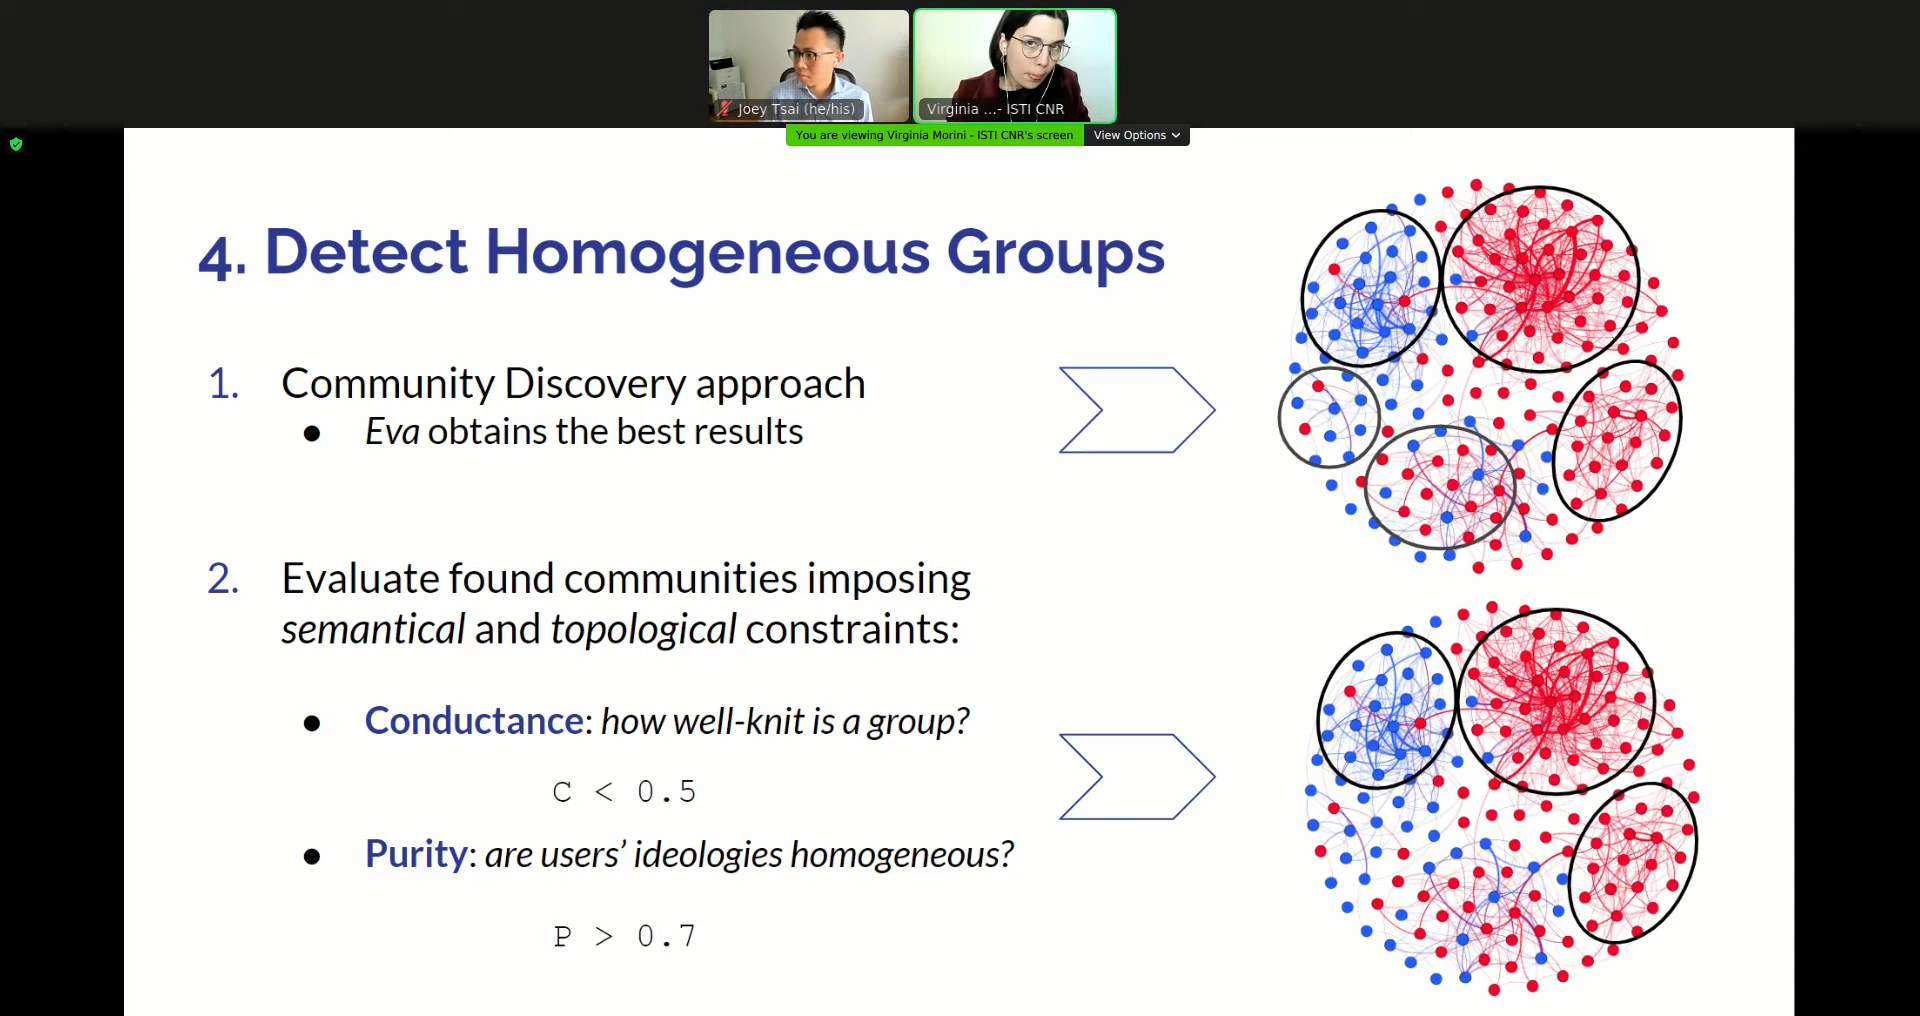 Joey Tsai (he/his)
Virginia ...- ISTI CNR
You are viewing Virginia Morini - ISTI CNR's screen
View Options
4. Detect Homogeneous Groups
1. Community Discovery approach
● Eva obtains the best results
2. Evaluate found communities imposing
semantical and topological constraints:
● Conductance: how well-knit is a group?
C < 0.5
● Purity: are users’ ideologies homogeneous?
P > 0.7